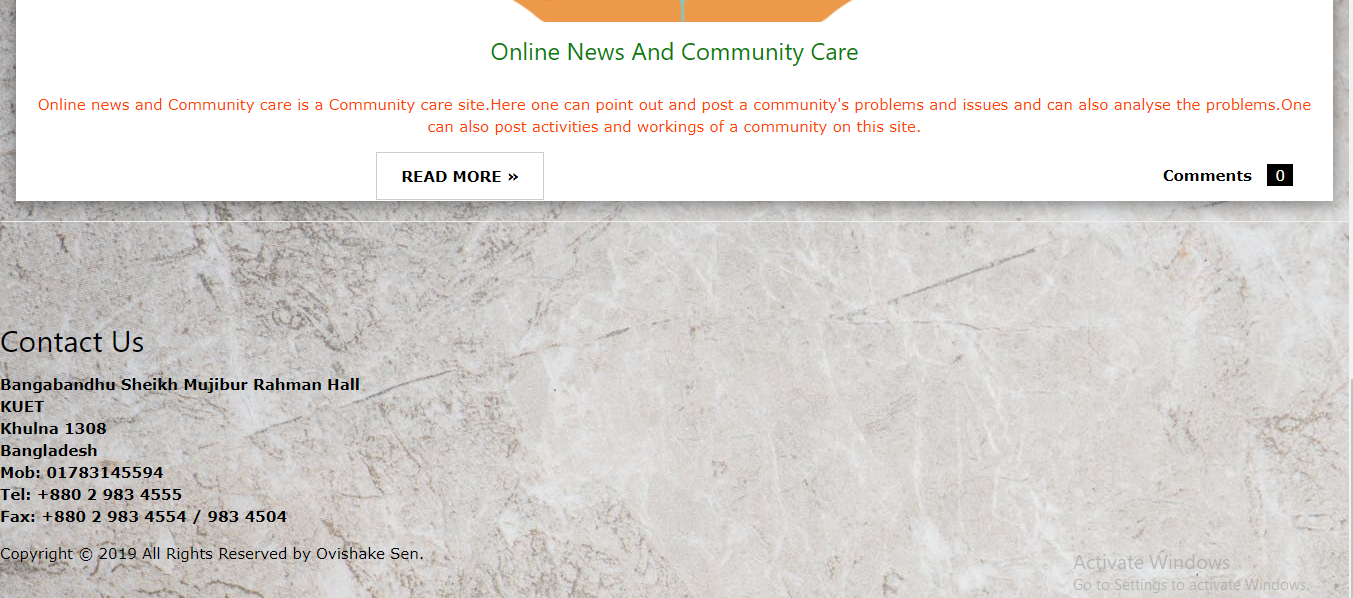 Online News And Community Care
Online news and Community care is a Community care site.Here one can point out and post a community's problems and issues and can also analyse the problems.One
can also post activities and workings of a community on this site.
READ MORE »
Comments 0
Contact Us
Bangabandhu Sheikh Mujibur Rahman Hall
KUET
Khulna 1308
Bangladesh
Mob: 01783145594
Tel: +880 2 983 4555
Fax: +880 2 983 4554 / 983 4504
Copyright © 2019 All Rights Reserved by Ovishake Sen.
Activate Windows
Go to Settings to activate Windows.